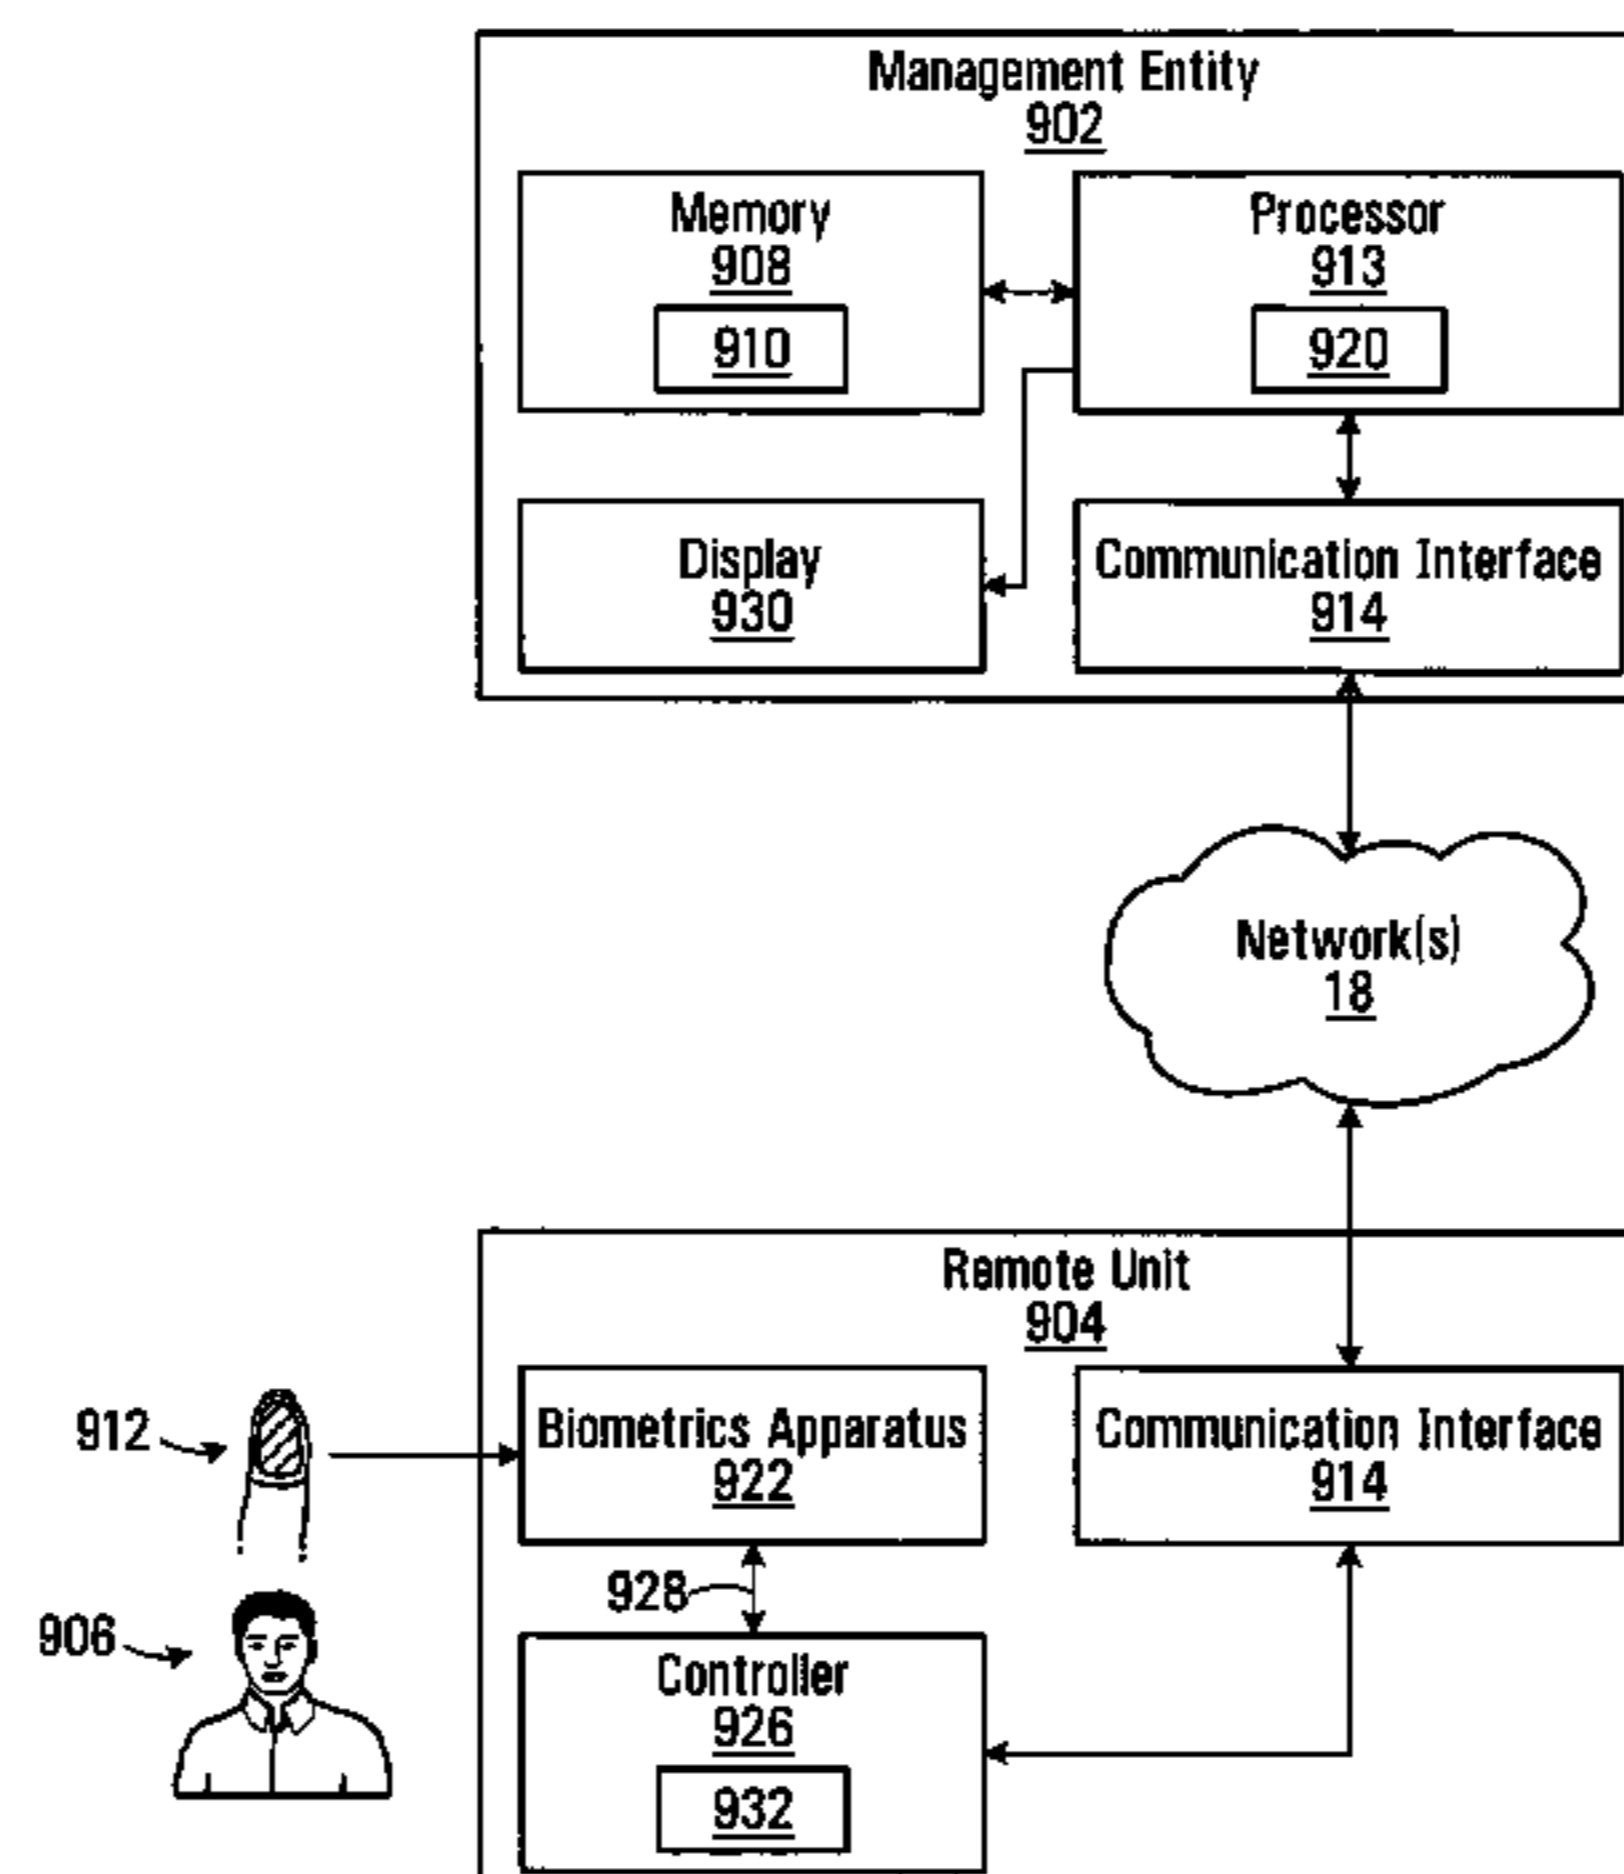 Management Entity
902
Memory
908
910
Processor
913
920
Display
930
Communication Interface
914
Network(s)
18
Remote Unit
904
912
Biometrics Apparatus
922
Communication Interface
914
928
906
Controller
926
932